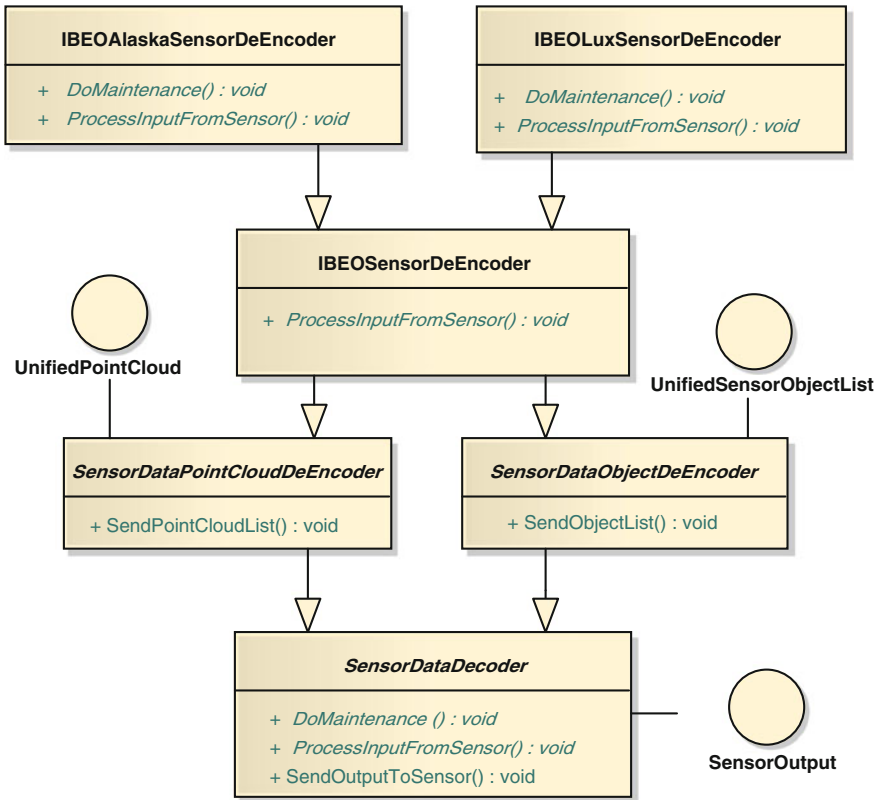 IBEOAlaskaSensorDeEncoder
+ DoMaintenance() : void
+ ProcessInputFromSensor() : void
IBEOLuxSensorDeEncoder
+ DoMaintenance() : void
+ ProcessInputFromSensor() : void
IBEOSensorDeEncoder
+ ProcessInputFromSensor() : void
UnifiedPointCloud
UnifiedSensorObjectList
SensorDataPointCloudDeEncoder
+ SendPointCloudList() : void
SensorDataObjectDeEncoder
+ SendObjectList() : void
SensorDataDecoder
+ DoMaintenance () : void
+ ProcessInputFromSensor() : void
+ SendOutputToSensor() : void
SensorOutput